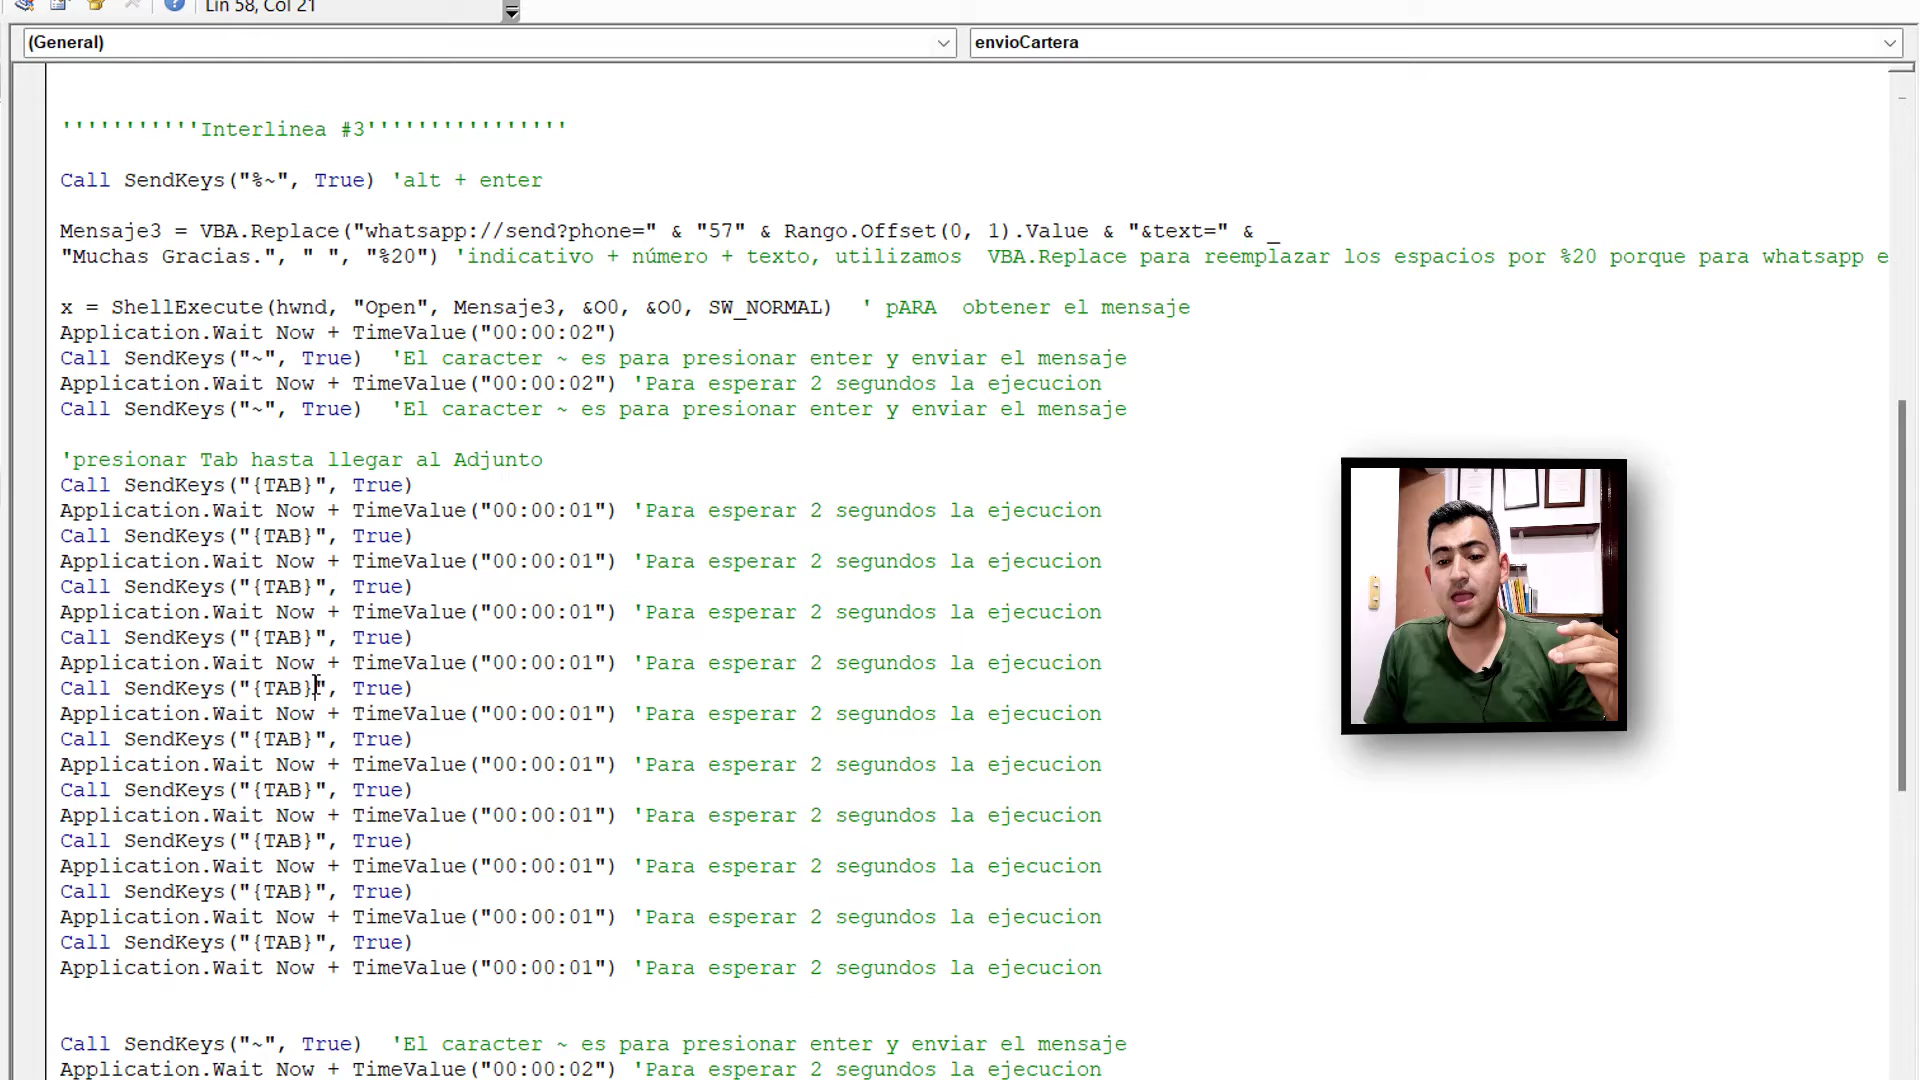 Lin 58, Col 21
(General)
envioCartera
'''''''''''Interlinea #3''''''''''''''''
Call SendKeys("%~", True) 'alt + enter
Mensaje3 = VBA.Replace("whatsapp://send?phone=" & "57" & Rango.Offset(0, 1).Value & "&text=" & _
"Muchas Gracias.", " ", "%20") 'indicativo + número + texto, utilizamos  VBA.Replace para reemplazar los espacios por %20 porque para whatsapp e
x = ShellExecute(hwnd, "Open", Mensaje3, &O0, &O0, SW_NORMAL)  ' pARA  obtener el mensaje
Application.Wait Now + TimeValue("00:00:02")
Call SendKeys("~", True)  'El caracter ~ es para presionar enter y enviar el mensaje
Application.Wait Now + TimeValue("00:00:02") 'Para esperar 2 segundos la ejecucion
Call SendKeys("~", True)  'El caracter ~ es para presionar enter y enviar el mensaje
'presionar Tab hasta llegar al Adjunto
Call SendKeys("{TAB}", True)
Application.Wait Now + TimeValue("00:00:01") 'Para esperar 2 segundos la ejecucion
Call SendKeys("{TAB}", True)
Application.Wait Now + TimeValue("00:00:01") 'Para esperar 2 segundos la ejecucion
Call SendKeys("{TAB}", True)
Application.Wait Now + TimeValue("00:00:01") 'Para esperar 2 segundos la ejecucion
Call SendKeys("{TAB}", True)
Application.Wait Now + TimeValue("00:00:01") 'Para esperar 2 segundos la ejecucion
Call SendKeys("{TAB}", True)
Application.Wait Now + TimeValue("00:00:01") 'Para esperar 2 segundos la ejecucion
Call SendKeys("{TAB}", True)
Application.Wait Now + TimeValue("00:00:01") 'Para esperar 2 segundos la ejecucion
Call SendKeys("{TAB}", True)
Application.Wait Now + TimeValue("00:00:01") 'Para esperar 2 segundos la ejecucion
Call SendKeys("{TAB}", True)
Application.Wait Now + TimeValue("00:00:01") 'Para esperar 2 segundos la ejecucion
Call SendKeys("{TAB}", True)
Application.Wait Now + TimeValue("00:00:01") 'Para esperar 2 segundos la ejecucion
Call SendKeys("{TAB}", True)
Application.Wait Now + TimeValue("00:00:01") 'Para esperar 2 segundos la ejecucion
Call SendKeys("~", True)  'El caracter ~ es para presionar enter y enviar el mensaje
Application.Wait Now + TimeValue("00:00:02") 'Para esperar 2 segundos la ejecucion